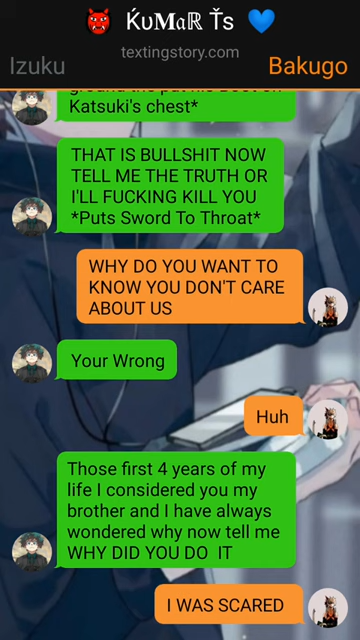 👹 ḰυMαℝ Ťs 💙
textingstory.com
Izuku Bakugo
Katsuki's chest*
THAT IS BULLSHIT NOW
TELL ME THE TRUTH OR
I'LL FUCKING KILL YOU
*Puts Sword To Throat*
WHY DO YOU WANT TO
KNOW YOU DON'T CARE
ABOUT US
Your Wrong
Huh
Those first 4 years of my
life I considered you my
brother and I have always
wondered why now tell me
WHY DID YOU DO  IT
I WAS SCARED